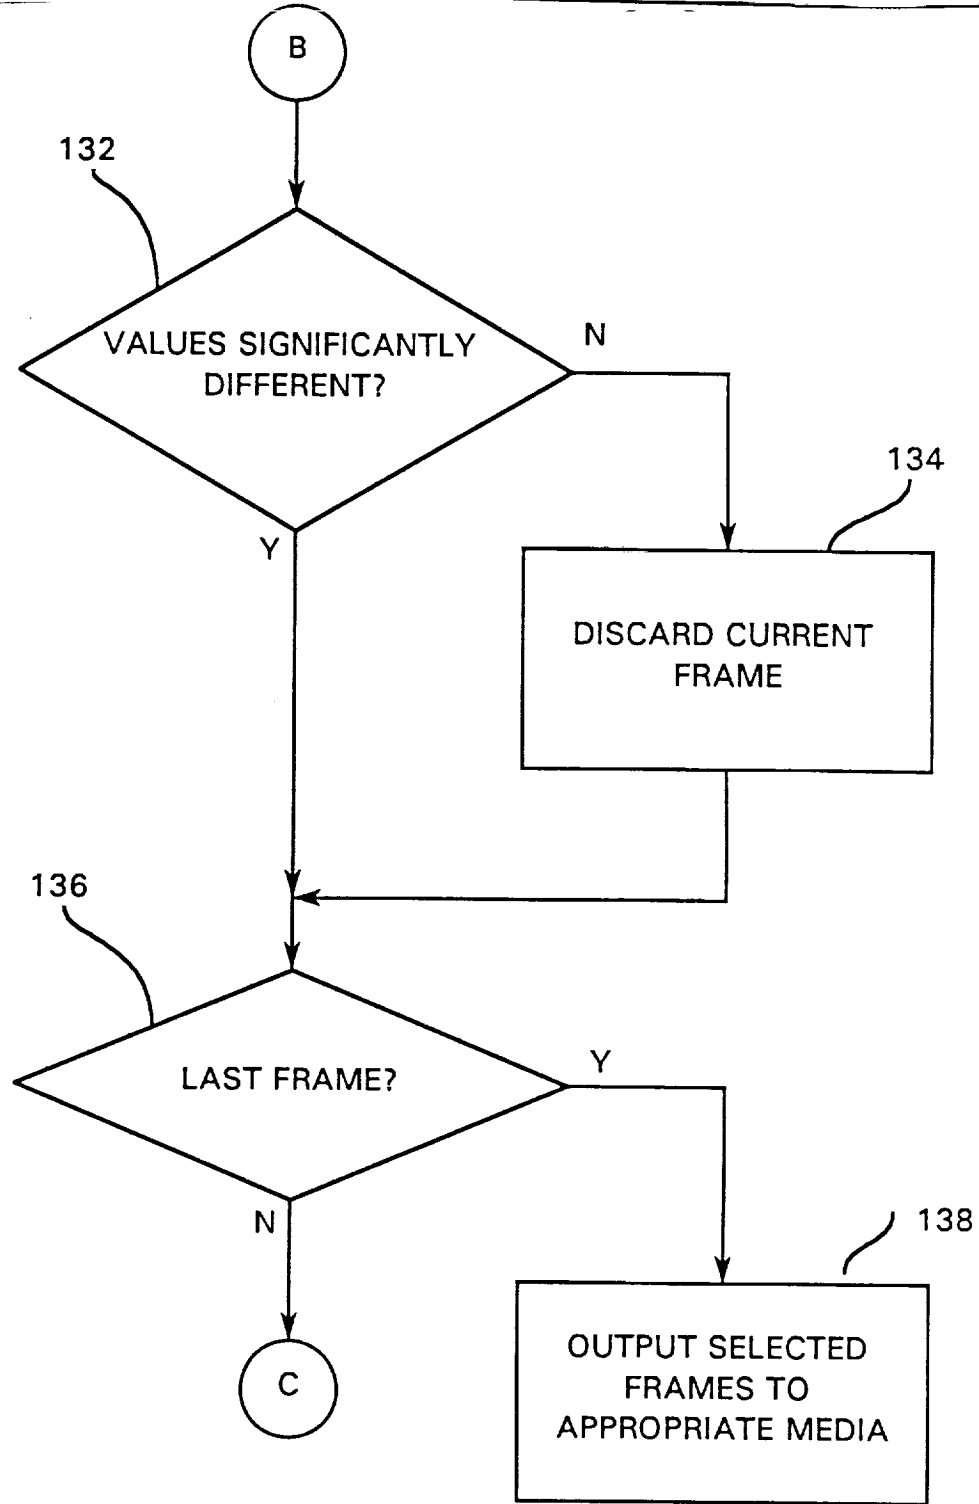 B
132
VALUES SIGNIFICANTLY
DIFFERENT?
N
134
Y
DISCARD CURRENT
FRAME
136
LAST FRAME?
Y
N
138
C
OUTPUT SELECTED
FRAMES TO
APPROPRIATE MEDIA